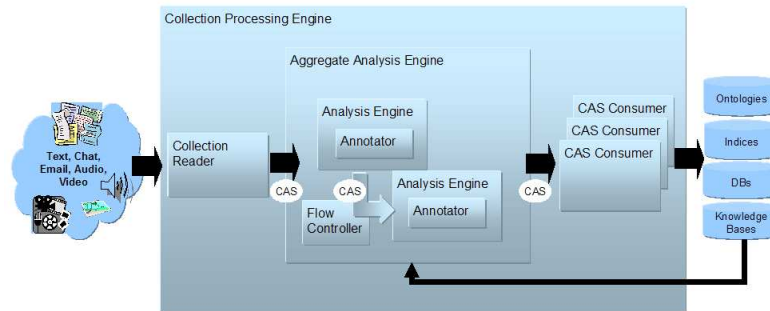 Collection Processing Engine
Aggregate Analysis Engine
Text, Chat,
Email, Audio,
Video
Collection
Reader
CAS
Analysis Engine
Annotator
CAS
Flow
Controller
Analysis Engine
Annotator
CAS
CAS Consumer
CAS Consumer
CAS Consumer
Ontologies
Indices
DBs
Knowledge
Bases